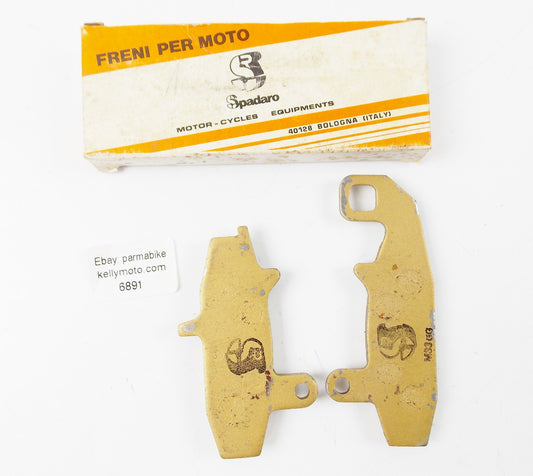 FRENI PER MOTO
Spadaro
MOTOR-CYCLES EQUIPMENTS
40128 BOLOGNA (ITALY)
Ebay parmabike
kellymoto.com
6891